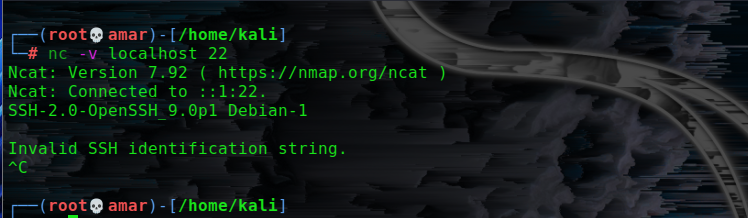 ┌──(root💀amar)-[/home/kali]
└─# nc -v localhost 22
Ncat: Version 7.92 ( https://nmap.org/ncat )
Ncat: Connected to ::1:22.
SSH-2.0-OpenSSH_9.0p1 Debian-1
Invalid SSH identification string.
^C
┌──(root💀amar)-[/home/kali]